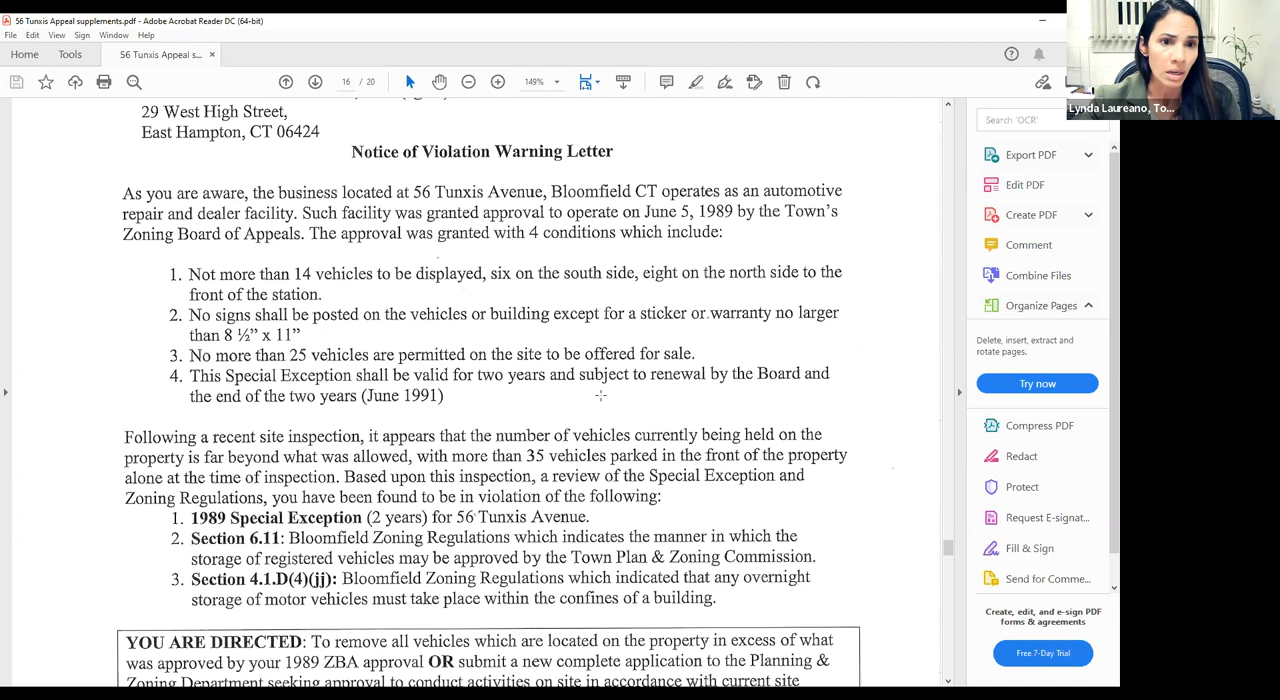 56 Tunxis Appeal supplements.pdf - Adobe Acrobat Reader DC (64-bit)
File Edit View Sign Window Help
Home Tools 56 Tunxis Appeal s... ×
16 / 20 149%
29 West High Street,
East Hampton, CT 06424
Notice of Violation Warning Letter
As you are aware, the business located at 56 Tunxis Avenue, Bloomfield CT operates as an automotive
repair and dealer facility. Such facility was granted approval to operate on June 5, 1989 by the Town's
Zoning Board of Appeals. The approval was granted with 4 conditions which include:
1. Not more than 14 vehicles to be displayed, six on the south side, eight on the north side to the
front of the station.
2. No signs shall be posted on the vehicles or building except for a sticker or warranty no larger
than 8 ½" x 11"
3. No more than 25 vehicles are permitted on the site to be offered for sale.
4. This Special Exception shall be valid for two years and subject to renewal by the Board and
the end of the two years (June 1991)
Following a recent site inspection, it appears that the number of vehicles currently being held on the
property is far beyond what was allowed, with more than 35 vehicles parked in the front of the property
alone at the time of inspection. Based upon this inspection, a review of the Special Exception and
Zoning Regulations, you have been found to be in violation of the following:
1. 1989 Special Exception (2 years) for 56 Tunxis Avenue.
2. Section 6.11: Bloomfield Zoning Regulations which indicates the manner in which the
storage of registered vehicles may be approved by the Town Plan & Zoning Commission.
3. Section 4.1.D(4)(jj): Bloomfield Zoning Regulations which indicated that any overnight
storage of motor vehicles must take place within the confines of a building.
YOU ARE DIRECTED: To remove all vehicles which are located on the property in excess of what
was approved by your 1989 ZBA approval OR submit a new complete application to the Planning &
Zoning Department seeking approval to conduct activities on site in accordance with current site
Lynda Laureano, To...
Search 'OCR'
Export PDF
Edit PDF
Create PDF
Comment
Combine Files
Organize Pages
Delete, insert, extract and
rotate pages.
Try now
Compress PDF
Redact
Protect
Request E-signat...
Fill & Sign
Send for Comme...
Create, edit, and e-sign PDF
forms & agreements
Free 7-Day Trial